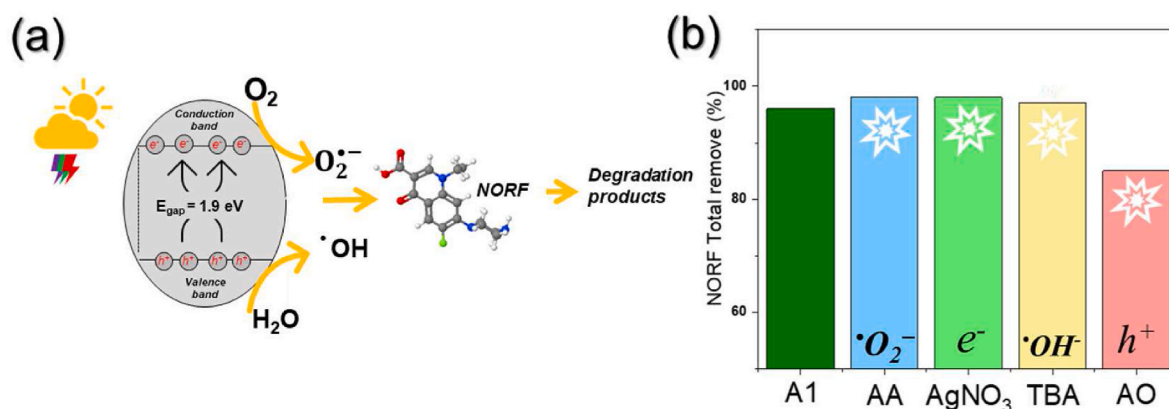 (a)
O₂
Conduction
band
e⁻ e⁻ e⁻ e⁻
O₂•⁻
E_gap = 1.9 eV
NORF
Degradation
products
•OH
h⁺ h⁺ h⁺ h⁺
Valence
band
H₂O
(b)
NORF Total remove (%)
100
80
60
•O₂⁻
e⁻
•OH⁻
h⁺
A1
AA
AgNO₃
TBA
AO